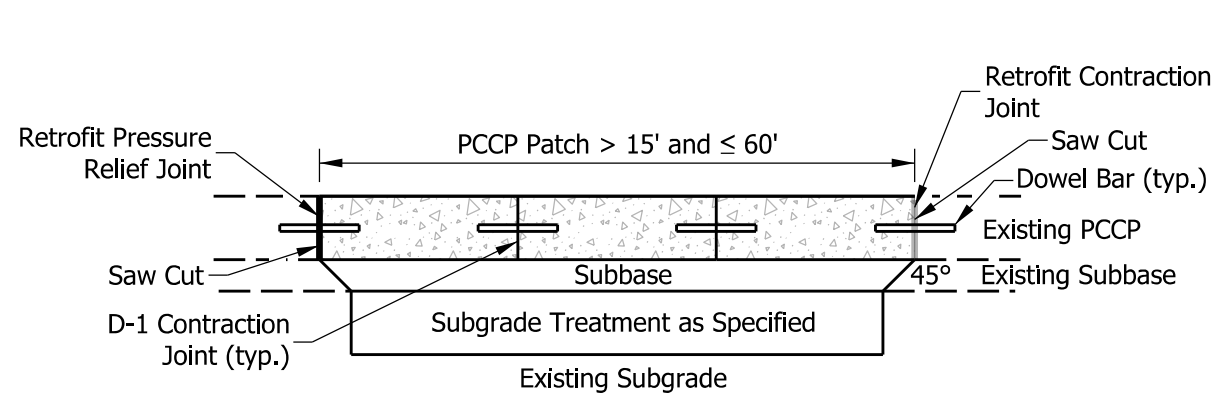 Retrofit Contraction
Joint
Retrofit Pressure
Relief Joint
PCCP Patch > 15' and ≤ 60'
Saw Cut
Dowel Bar (typ.)
Existing PCCP
Saw Cut
Subbase
45°
Existing Subbase
D-1 Contraction
Joint (typ.)
Subgrade Treatment as Specified
Existing Subgrade